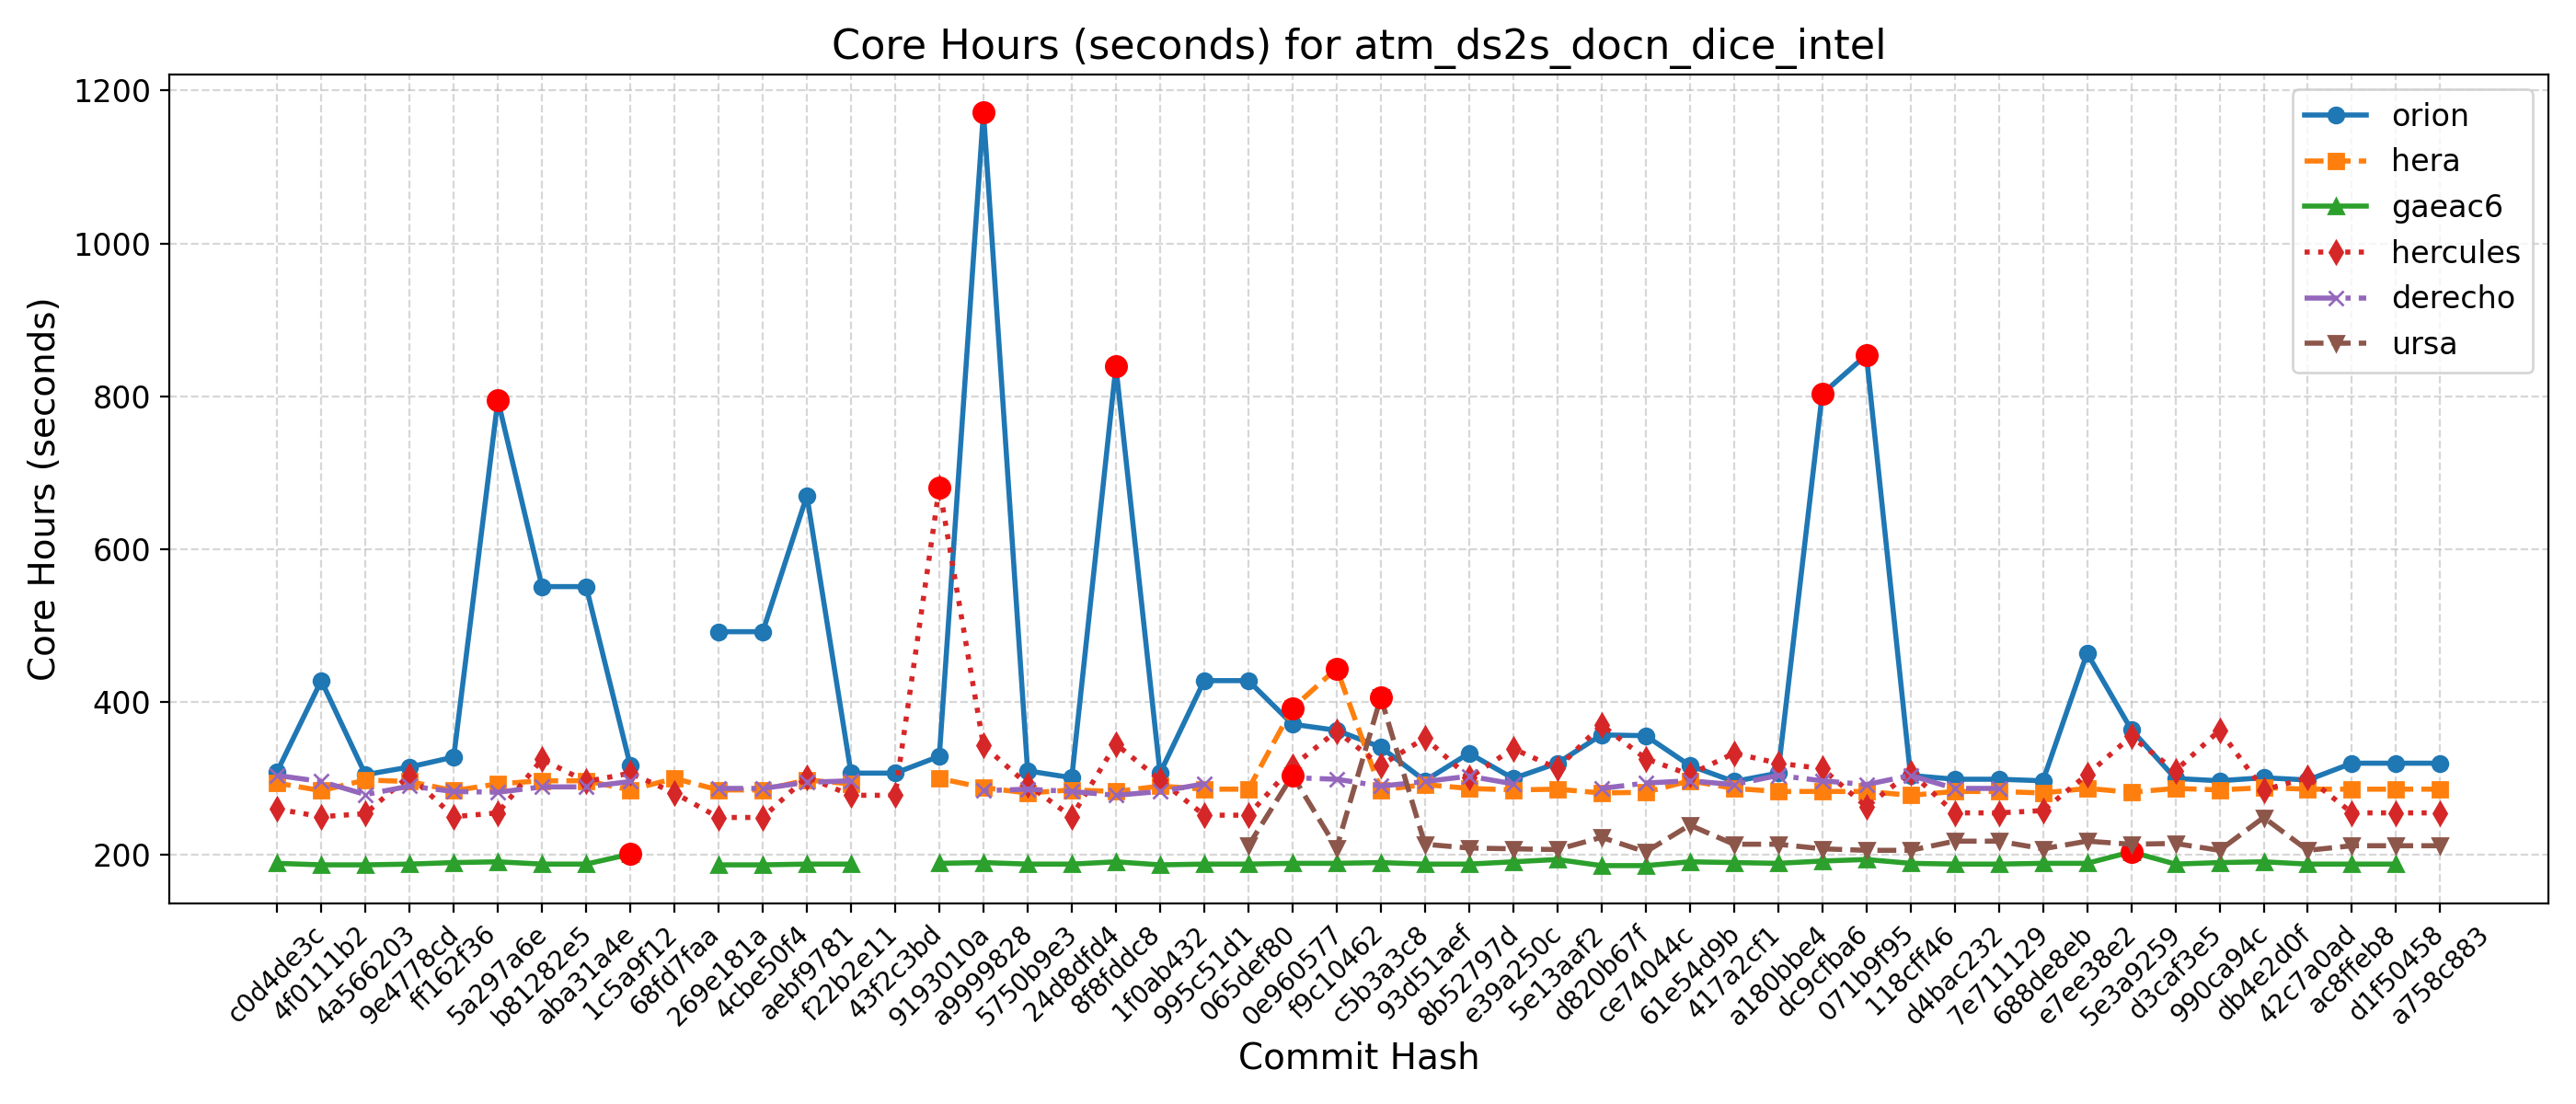 Core Hours (seconds) for atm_ds2s_docn_dice_intel
Core Hours (seconds)
1200
1000
800
600
400
200
orion
hera
gaeac6
hercules
derecho
ursa
c0d4de3c
4f0111b2
4a566203
9e4778cd
ff162f36
5a297a6e
b81282e5
aba31a4e
1c5a9f12
68fd7faa
269e181a
4cbe50f4
aebf9781
f22b2e11
43f2c3bd
9193010a
a9999828
5750b9e3
24d8dfd4
8f8fddc8
1f0ab432
995c51d1
065def80
0e960577
f9c10462
c5b3a3c8
93d51aef
8b52797d
e39a250c
5e13aaf2
d820b67f
ce74044c
61e54d9b
417a2cf1
a180bbe4
dc9cfba6
071b9f95
118cff46
d4bac232
7e711129
688de8eb
e7ee38e2
5e3a9259
d3caf3e5
990ca94c
db4e2d0f
42c7a0ad
ac8ffeb8
d1f50458
a758c883
Commit Hash